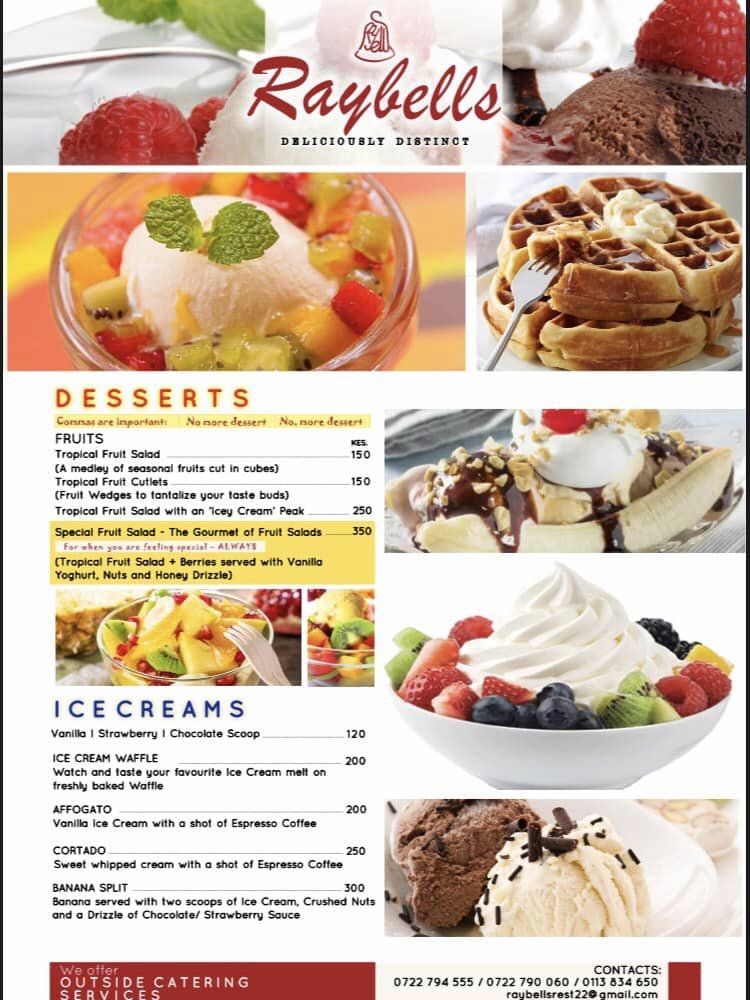 Raybells
DELICIOUSLY DISTINCT
DESSERTS
Commas are important: No more dessert No, more dessert
FRUITS KES.
Tropical Fruit Salad 150
(A medley of seasonal fruits cut in cubes)
Tropical Fruit Cutlets 150
(Fruit Wedges to tantalize your taste buds)
Tropical Fruit Salad with an 'Icey Cream' Peak 250
Special Fruit Salad - The Gourmet of Fruit Salads 350
For when you are feeling special - ALWAYS
(Tropical Fruit Salad + Berries served with Vanilla
Yoghurt, Nuts and Honey Drizzle)
ICE CREAMS
Vanilla | Strawberry | Chocolate Scoop 120
ICE CREAM WAFFLE 200
Watch and taste your favourite Ice Cream melt on
freshly baked Waffle
AFFOGATO 200
Vanilla Ice Cream with a shot of Espresso Coffee
CORTADO 250
Sweet whipped cream with a shot of Espresso Coffee
BANANA SPLIT 300
Banana served with two scoops of Ice Cream, Crushed Nuts
and a Drizzle of Chocolate/ Strawberry Sauce
We offer
OUTSIDE CATERING
SERVICES
CONTACTS:
0722 794 555 / 0722 790 060 / 0113 834 650
raybellsrest22@gmail.com